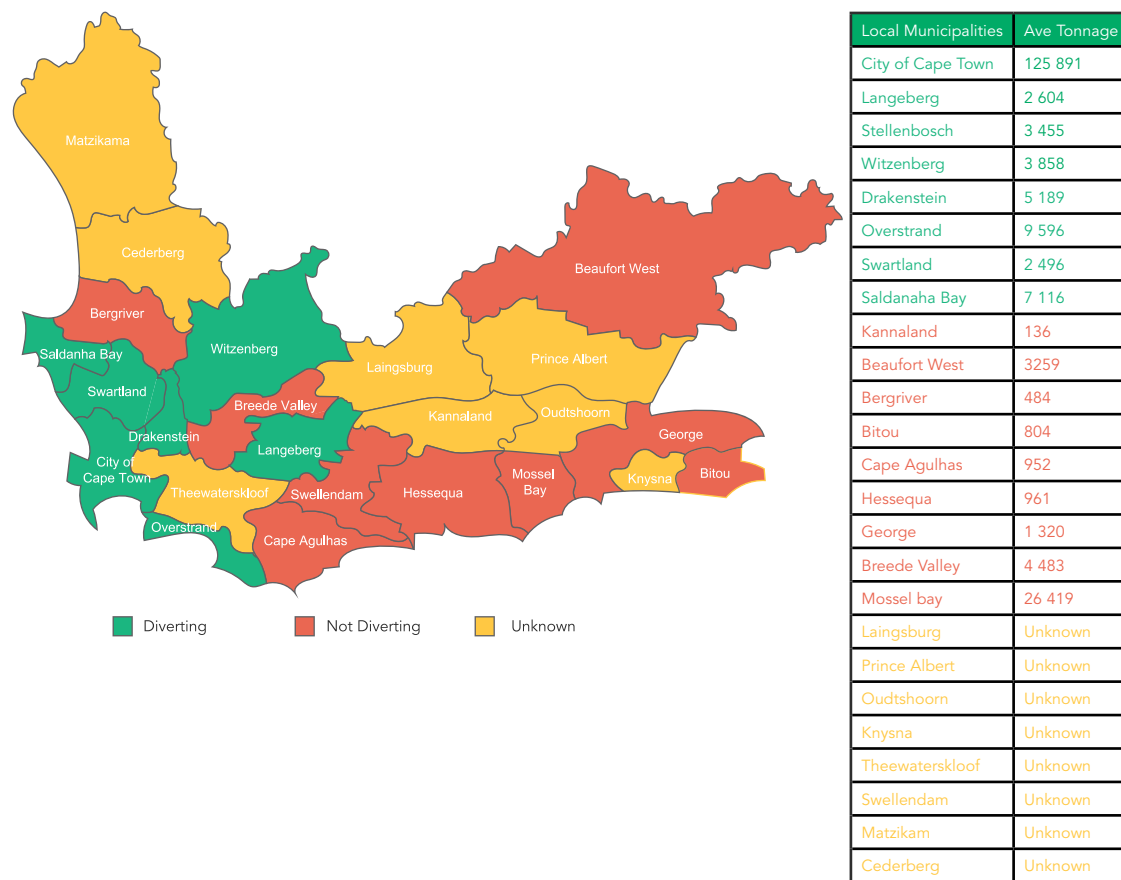 Matzikama
Cederberg
Bergriver
Saldanha Bay
Swartland
Witzenberg
Drakenstein
Breede Valley
Langeberg
City of
Cape Town
Theewaterskloof
Overstrand
Swellendam
Cape Agulhas
Hessequa
Mossel
Bay
Laingsburg
Prince Albert
Beaufort West
Kannaland
Oudtshoorn
George
Knysna
Bitou
Diverting
Not Diverting
Unknown
Local Municipalities Ave Tonnage
City of Cape Town 125 891
Langeberg 2 604
Stellenbosch 3 455
Witzenberg 3 858
Drakenstein 5 189
Overstrand 9 596
Swartland 2 496
Saldanaha Bay 7 116
Kannaland 136
Beaufort West 3259
Bergriver 484
Bitou 804
Cape Agulhas 952
Hessequa 961
George 1 320
Breede Valley 4 483
Mossel bay 26 419
Laingsburg Unknown
Prince Albert Unknown
Oudtshoorn Unknown
Knysna Unknown
Theewaterskloof Unknown
Swellendam Unknown
Matzikam Unknown
Cederberg Unknown